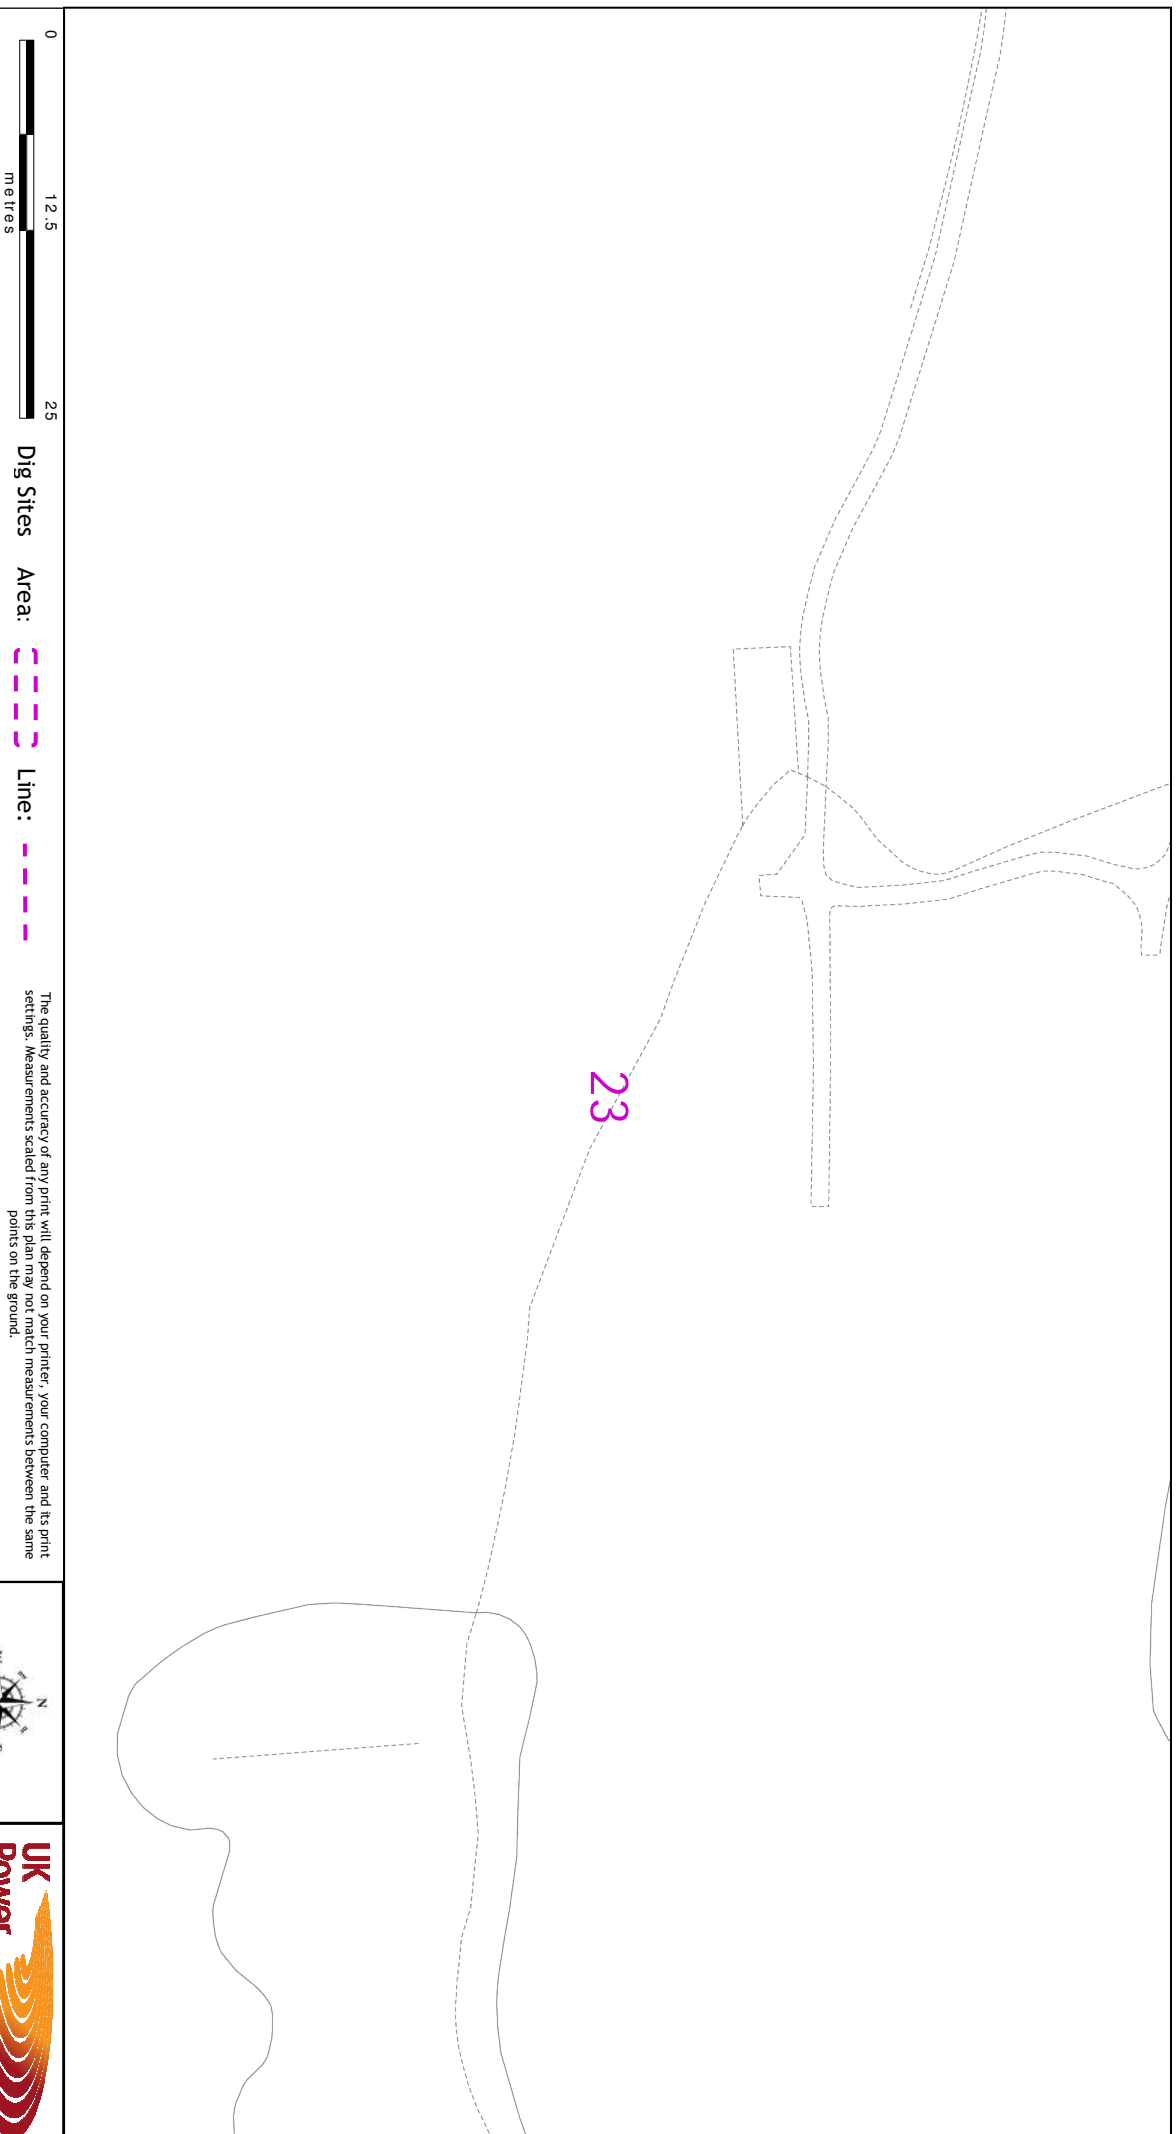 23
0 12.5 25
metres
Dig Sites Area: Line:
The quality and accuracy of any print will depend on your printer, your computer and its print
settings. Measurements scaled from this plan may not match measurements between the same
points on the ground.
N
UK
Power